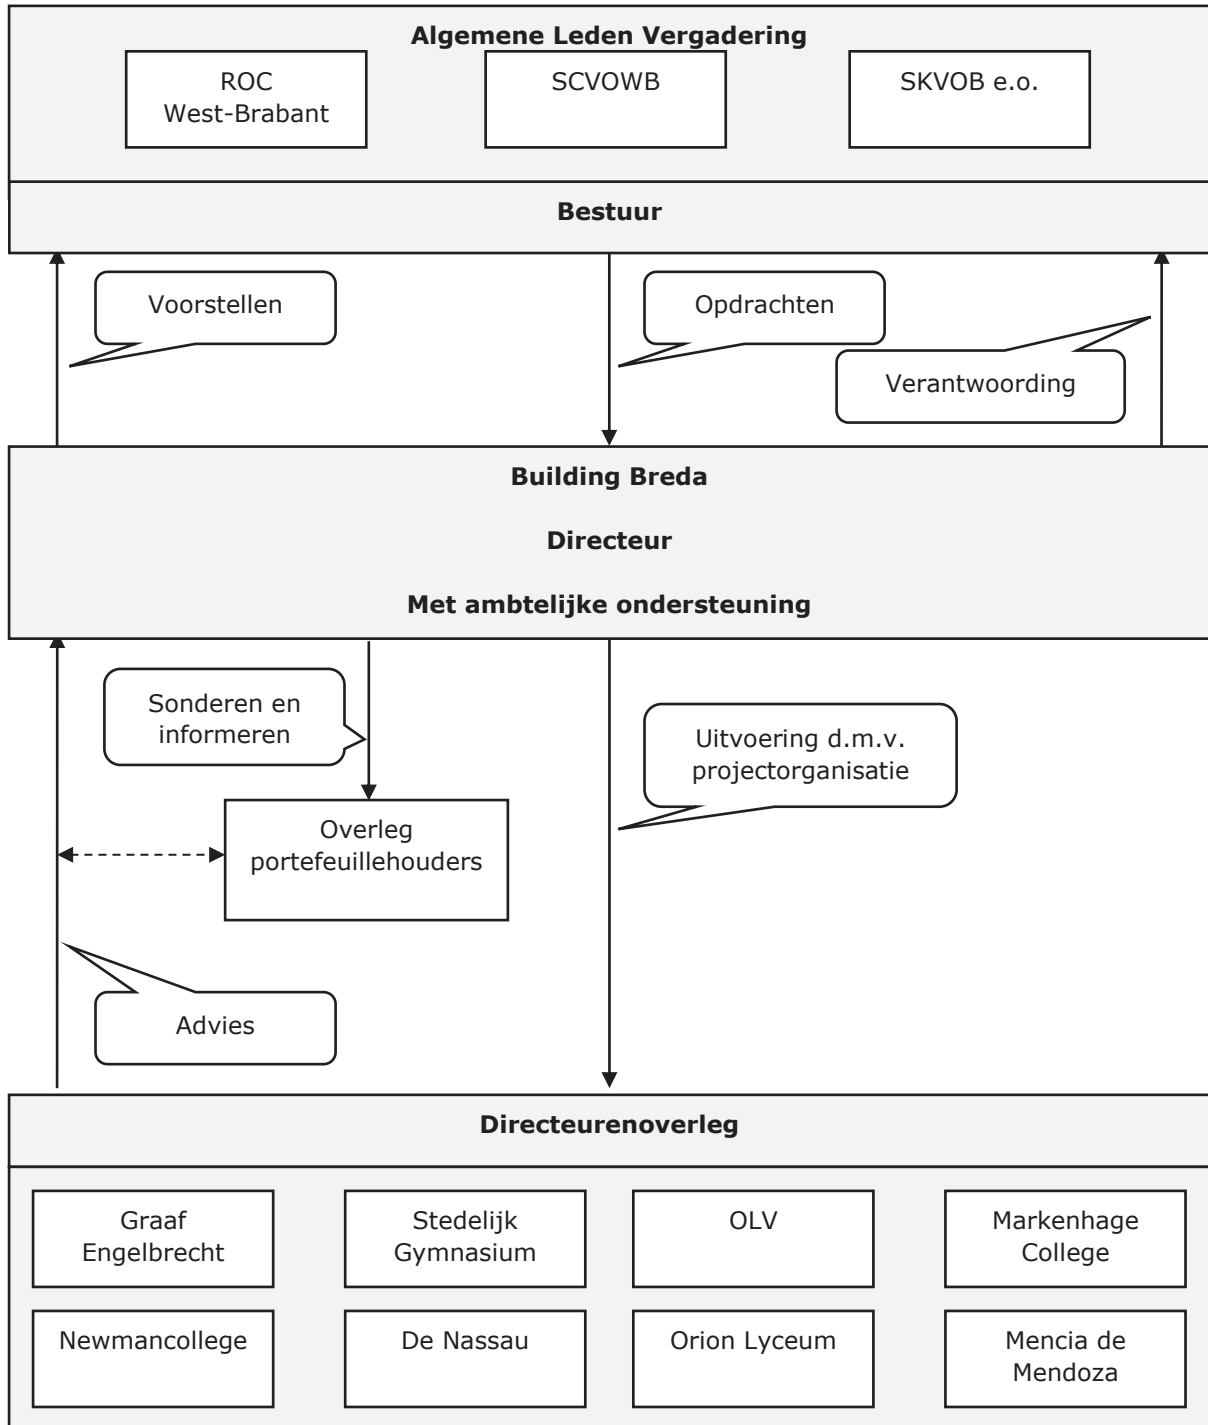 Algemene Leden Vergadering
ROC
West-Brabant
SCVOWB
SKVOB e.o.
Bestuur
Voorstellen
Opdrachten
Verantwoording
Building Breda
Directeur
Met ambtelijke ondersteuning
Sonderen en
informeren
Uitvoering d.m.v.
projectorganisatie
Overleg
portefeuillehouders
Advies
Directeurenoverleg
Graaf
Engelbrecht
Stedelijk
Gymnasium
OLV
Markenhage
College
Newmancollege
De Nassau
Orion Lyceum
Mencia de
Mendoza